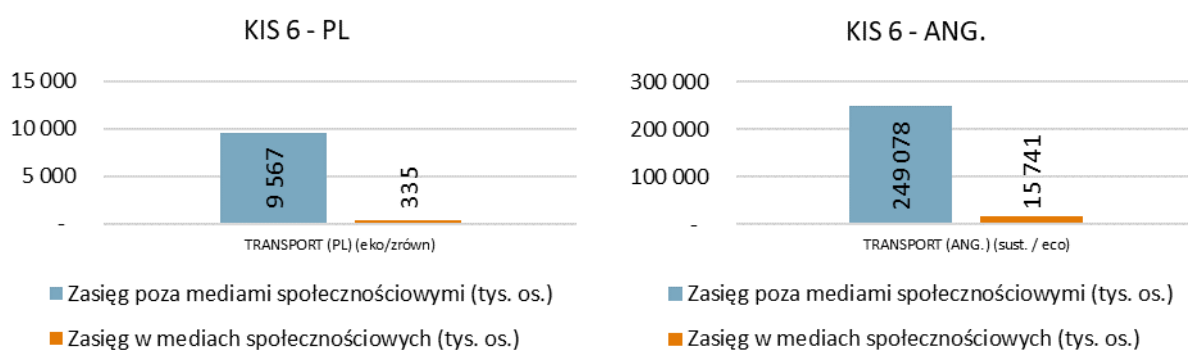 KIS 6 - PL
15 000
10 000
5 000
-
9 567
335
TRANSPORT (PL) (eko/zrówn)
Zasięg poza mediami społecznościowymi (tys. os.)
Zasięg w mediach społecznościowych (tys. os.)
KIS 6 - ANG.
300 000
200 000
100 000
-
249 078
15 741
TRANSPORT (ANG.) (sust. / eco)
Zasięg poza mediami społecznościowymi (tys. os.)
Zasięg w mediach społecznościowych (tys. os.)